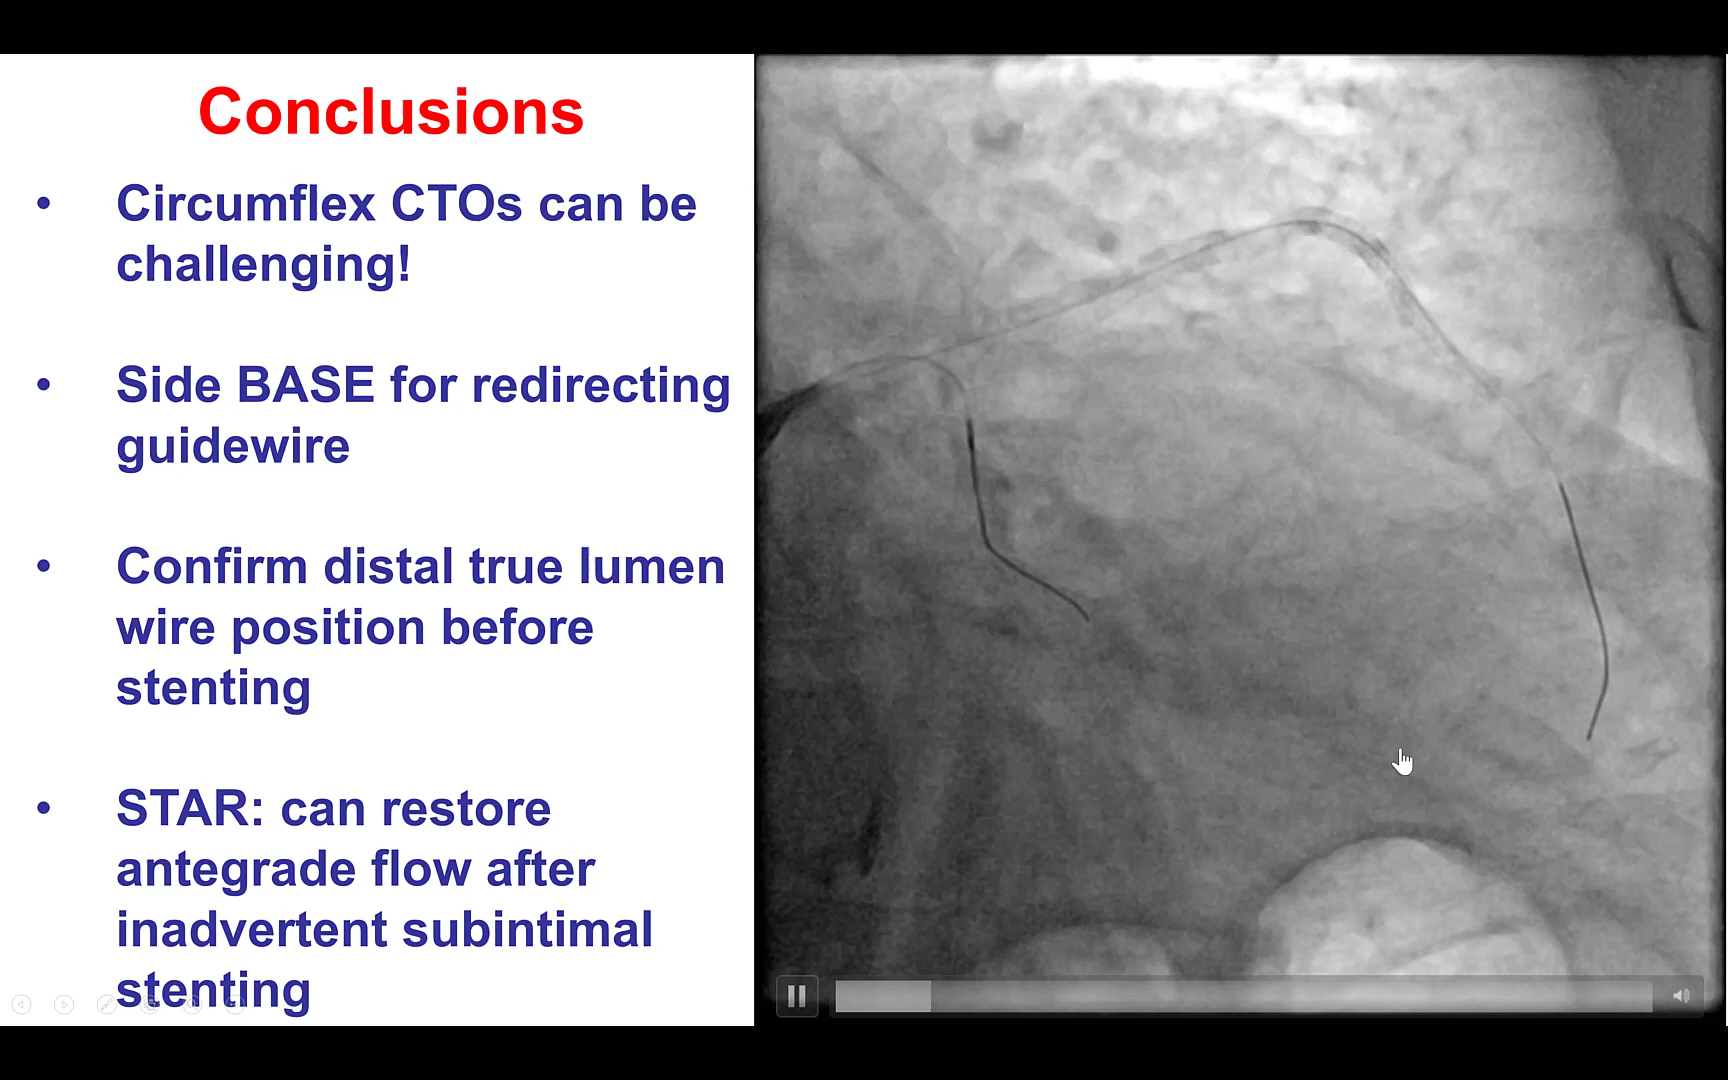 Conclusions
• Circumflex CTOs can be
challenging!
• Side BASE for redirecting
guidewire
• Confirm distal true lumen
wire position before
stenting
• STAR: can restore
antegrade flow after
inadvertent subintimal
stenting